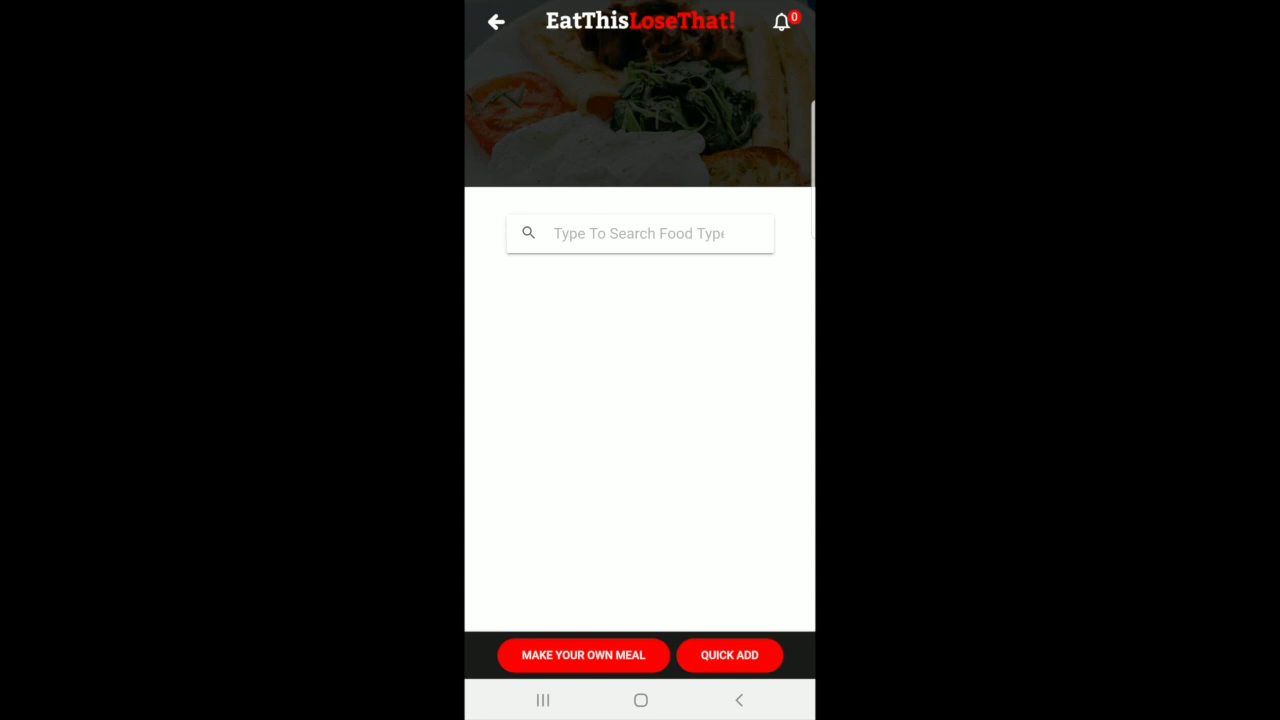 EatThisLoseThat!
0
Type To Search Food Type
MAKE YOUR OWN MEAL
QUICK ADD